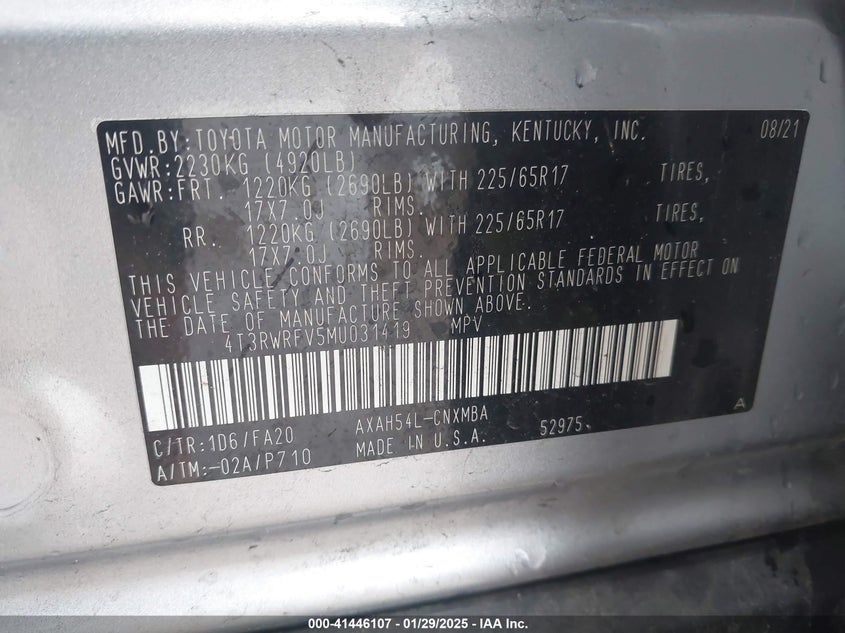 MFD.BY:TOYOTA MOTOR MANUFACTURING, KENTUCKY, INC. 08/21
GVWR:2230KG (4920LB)
GAWR:FRT. 1220KG (2690LB) WITH 225/65R17 TIRES,
17X7.0J RIMS.
RR. 1220KG (2690LB) WITH 225/65R17 TIRES,
17X7.0J RIMS.
THIS VEHICLE CONFORMS TO ALL APPLICABLE FEDERAL MOTOR
VEHICLE SAFETY AND THEFT PREVENTION STANDARDS IN EFFECT ON
THE DATE OF MANUFACTURE SHOWN ABOVE.
4T3RWRFV5MU031419 MPV
C/TR:1D6/FA20 AXAH54L-CNXMBA 52975 A
A/TM:-02A/P710 MADE IN U.S.A.
000-41446107 - 01/29/2025 - IAA Inc.